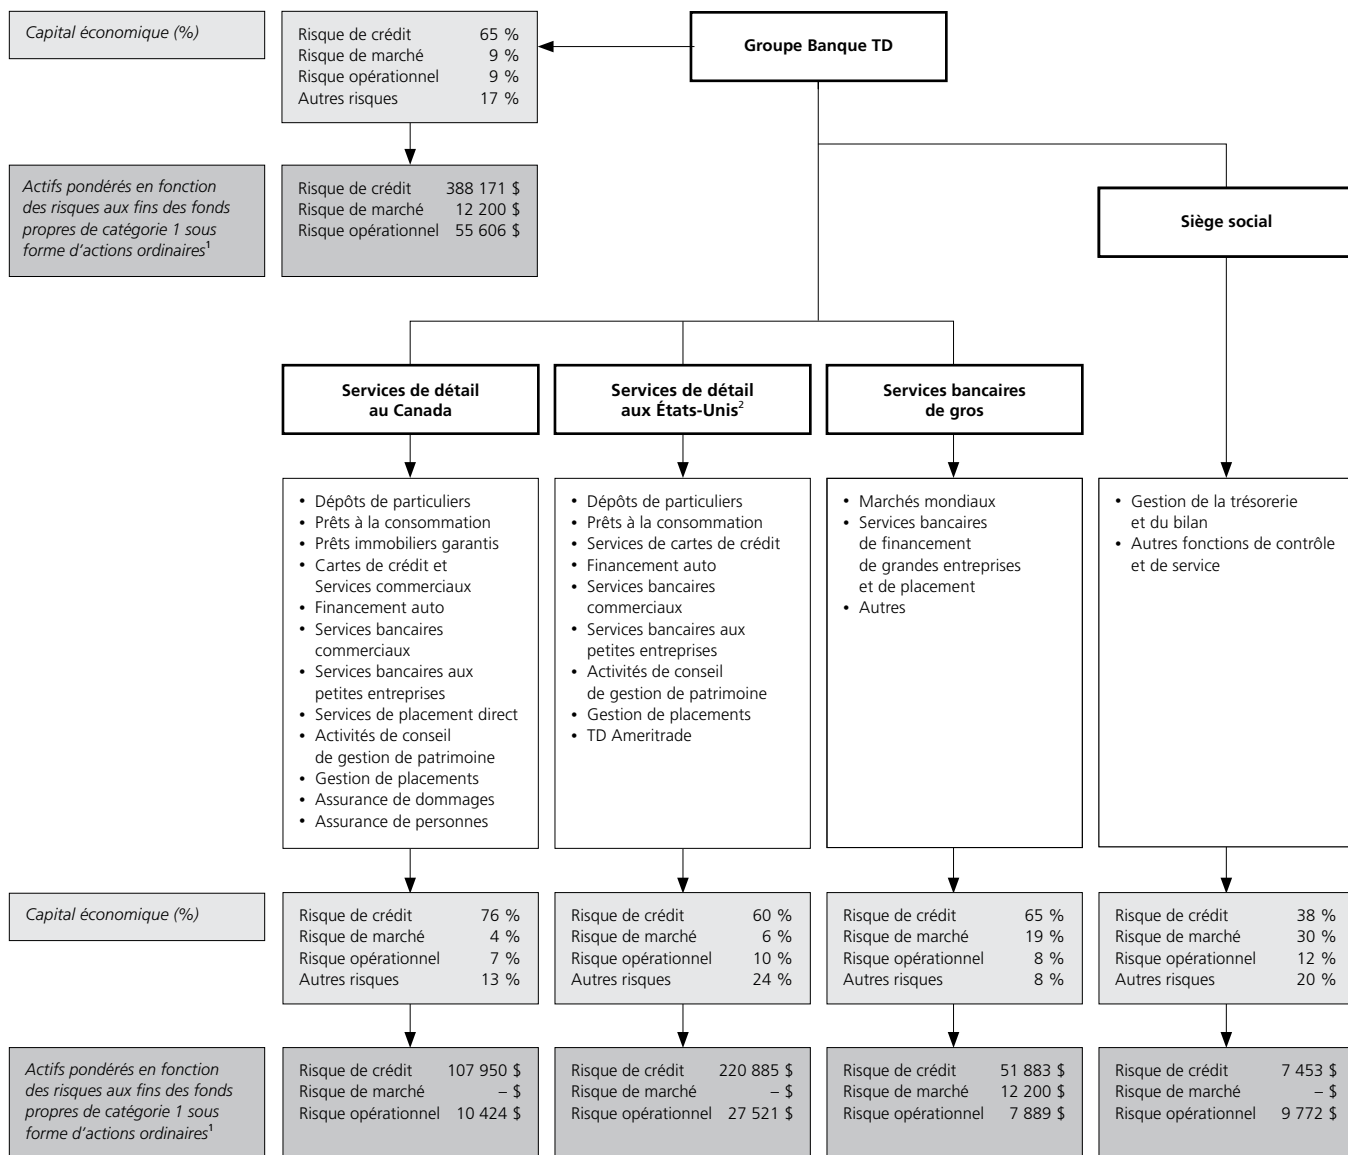 Capital économique (%)
Risque de crédit 65 %
Risque de marché 9 %
Risque opérationnel 9 %
Autres risques 17 %
Groupe Banque TD
Actifs pondérés en fonction
des risques aux fins des fonds
propres de catégorie 1 sous
forme d'actions ordinaires¹
Risque de crédit 388 171 $
Risque de marché 12 200 $
Risque opérationnel 55 606 $
Siège social
Services de détail
au Canada
Services de détail
aux États-Unis²
Services bancaires
de gros
• Dépôts de particuliers
• Prêts à la consommation
• Prêts immobiliers garantis
• Cartes de crédit et
Services commerciaux
• Financement auto
• Services bancaires
commerciaux
• Services bancaires aux
petites entreprises
• Services de placement direct
• Activités de conseil
de gestion de patrimoine
• Gestion de placements
• Assurance de dommages
• Assurance de personnes
• Dépôts de particuliers
• Prêts à la consommation
• Services de cartes de crédit
• Financement auto
• Services bancaires
commerciaux
• Services bancaires aux
petites entreprises
• Activités de conseil
de gestion de patrimoine
• Gestion de placements
• TD Ameritrade
• Marchés mondiaux
• Services bancaires
de financement
de grandes entreprises
et de placement
• Autres
• Gestion de la trésorerie
et du bilan
• Autres fonctions de contrôle
et de service
Capital économique (%)
Risque de crédit 76 %
Risque de marché 4 %
Risque opérationnel 7 %
Autres risques 13 %
Risque de crédit 60 %
Risque de marché 6 %
Risque opérationnel 10 %
Autres risques 24 %
Risque de crédit 65 %
Risque de marché 19 %
Risque opérationnel 8 %
Autres risques 8 %
Risque de crédit 38 %
Risque de marché 30 %
Risque opérationnel 12 %
Autres risques 20 %
Actifs pondérés en fonction
des risques aux fins des fonds
propres de catégorie 1 sous
forme d'actions ordinaires¹
Risque de crédit 107 950 $
Risque de marché – $
Risque opérationnel 10 424 $
Risque de crédit 220 885 $
Risque de marché – $
Risque opérationnel 27 521 $
Risque de crédit 51 883 $
Risque de marché 12 200 $
Risque opérationnel 7 889 $
Risque de crédit 7 453 $
Risque de marché – $
Risque opérationnel 9 772 $